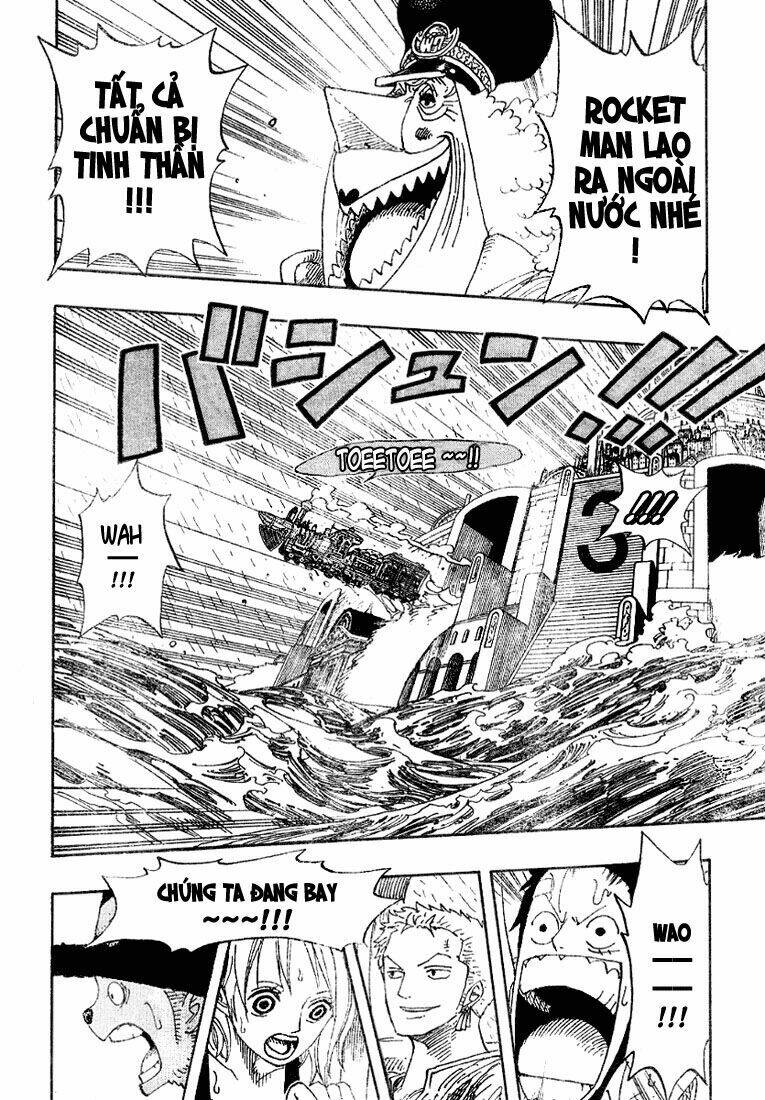 ROCKET
MAN LAO
RA NGOÀI
NƯỚC NHÉ
!
TẤT CẢ
CHUẨN BỊ
TINH THẦN
!!!
WD
バシュン!!!!
TOEETOEE ~~!!
3
!!!!
WAH
—
!!!
WAO
——
—
!!!
CHÚNG TA ĐANG BAY
~~~!!!